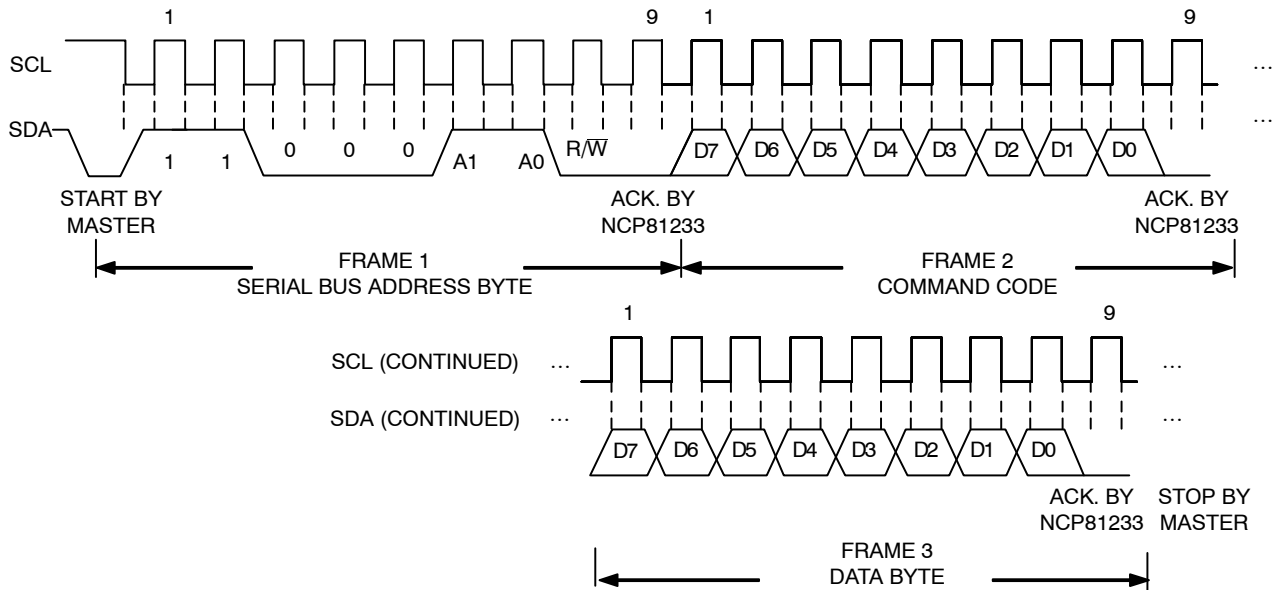 1 9 1 9
SCL …
SDA …
1 1 0 0 0 A1 A0 R/W̅ D7 D6 D5 D4 D3 D2 D1 D0
START BY
MASTER
ACK. BY
NCP81233
ACK. BY
NCP81233
FRAME 1
SERIAL BUS ADDRESS BYTE
FRAME 2
COMMAND CODE
1 9
SCL (CONTINUED) … …
SDA (CONTINUED) … …
D7 D6 D5 D4 D3 D2 D1 D0
ACK. BY
NCP81233
STOP BY
MASTER
FRAME 3
DATA BYTE